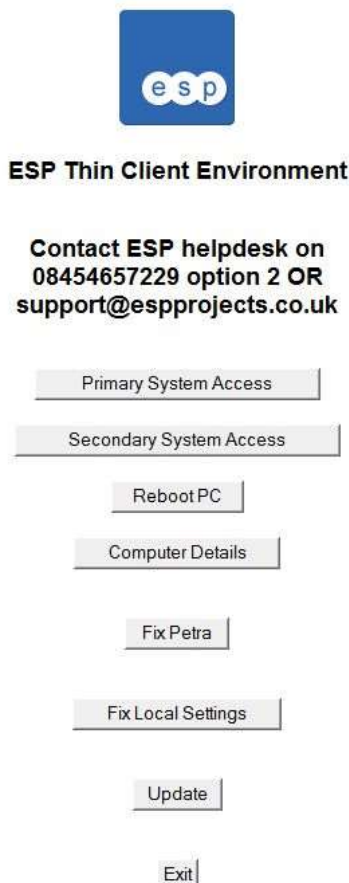 esp
ESP Thin Client Environment
Contact ESP helpdesk on
08454657229 option 2 OR
support@espprojects.co.uk
Primary System Access
Secondary System Access
Reboot PC
Computer Details
Fix Petra
Fix Local Settings
Update
Exit